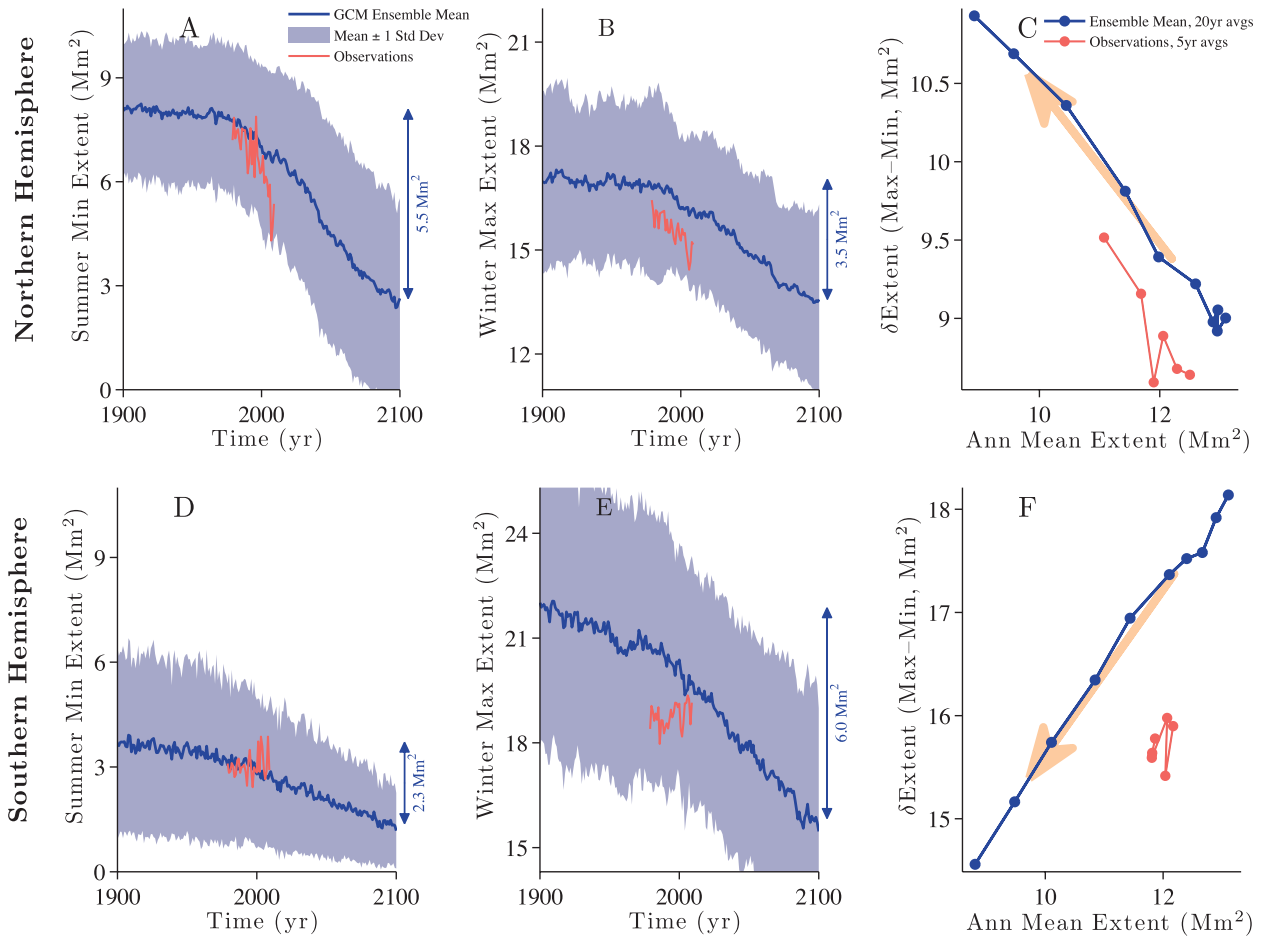 Northern Hemisphere
A
GCM Ensemble Mean
Mean ± 1 Std Dev
Observations
Summer Min Extent (Mm²)
9
6
3
0
1900
2000
2100
Time (yr)
5.5 Mm²
B
Winter Max Extent (Mm²)
21
18
15
12
1900
2000
2100
Time (yr)
3.5 Mm²
C
Ensemble Mean, 20yr avgs
Observations, 5yr avgs
δExtent (Max–Min, Mm²)
10.5
10
9.5
9
10
12
Ann Mean Extent (Mm²)
Southern Hemisphere
D
Summer Min Extent (Mm²)
9
6
3
0
1900
2000
2100
Time (yr)
2.3 Mm²
E
Winter Max Extent (Mm²)
24
21
18
15
1900
2000
2100
Time (yr)
6.0 Mm²
F
δExtent (Max–Min, Mm²)
18
17
16
15
10
12
Ann Mean Extent (Mm²)